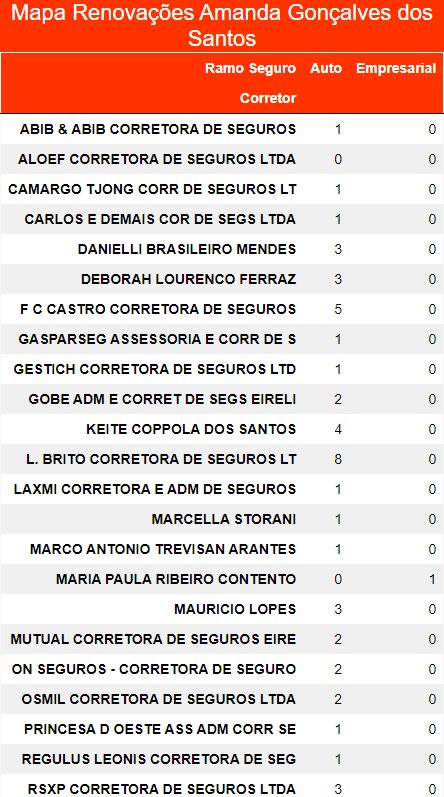 Mapa Renovações Amanda Gonçalves dos
Santos
Ramo Seguro Auto Empresarial
Corretor
ABIB & ABIB CORRETORA DE SEGUROS 1 0
ALOEF CORRETORA DE SEGUROS LTDA 0 0
CAMARGO TJONG CORR DE SEGUROS LT 1 0
CARLOS E DEMAIS COR DE SEGS LTDA 1 0
DANIELLI BRASILEIRO MENDES 3 0
DEBORAH LOURENCO FERRAZ 3 0
F C CASTRO CORRETORA DE SEGUROS 5 0
GASPARSEG ASSESSORIA E CORR DE S 1 0
GESTICH CORRETORA DE SEGUROS LTD 1 0
GOBE ADM E CORRET DE SEGS EIRELI 2 0
KEITE COPPOLA DOS SANTOS 4 0
L. BRITO CORRETORA DE SEGUROS LT 8 0
LAXMI CORRETORA E ADM DE SEGUROS 1 0
MARCELLA STORANI 1 0
MARCO ANTONIO TREVISAN ARANTES 1 0
MARIA PAULA RIBEIRO CONTENTO 0 1
MAURICIO LOPES 3 0
MUTUAL CORRETORA DE SEGUROS EIRE 2 0
ON SEGUROS - CORRETORA DE SEGURO 2 0
OSMIL CORRETORA DE SEGUROS LTDA 2 0
PRINCESA D OESTE ASS ADM CORR SE 1 0
REGULUS LEONIS CORRETORA DE SEG 1 0
RSXP CORRETORA DE SEGUROS LTDA 3 0